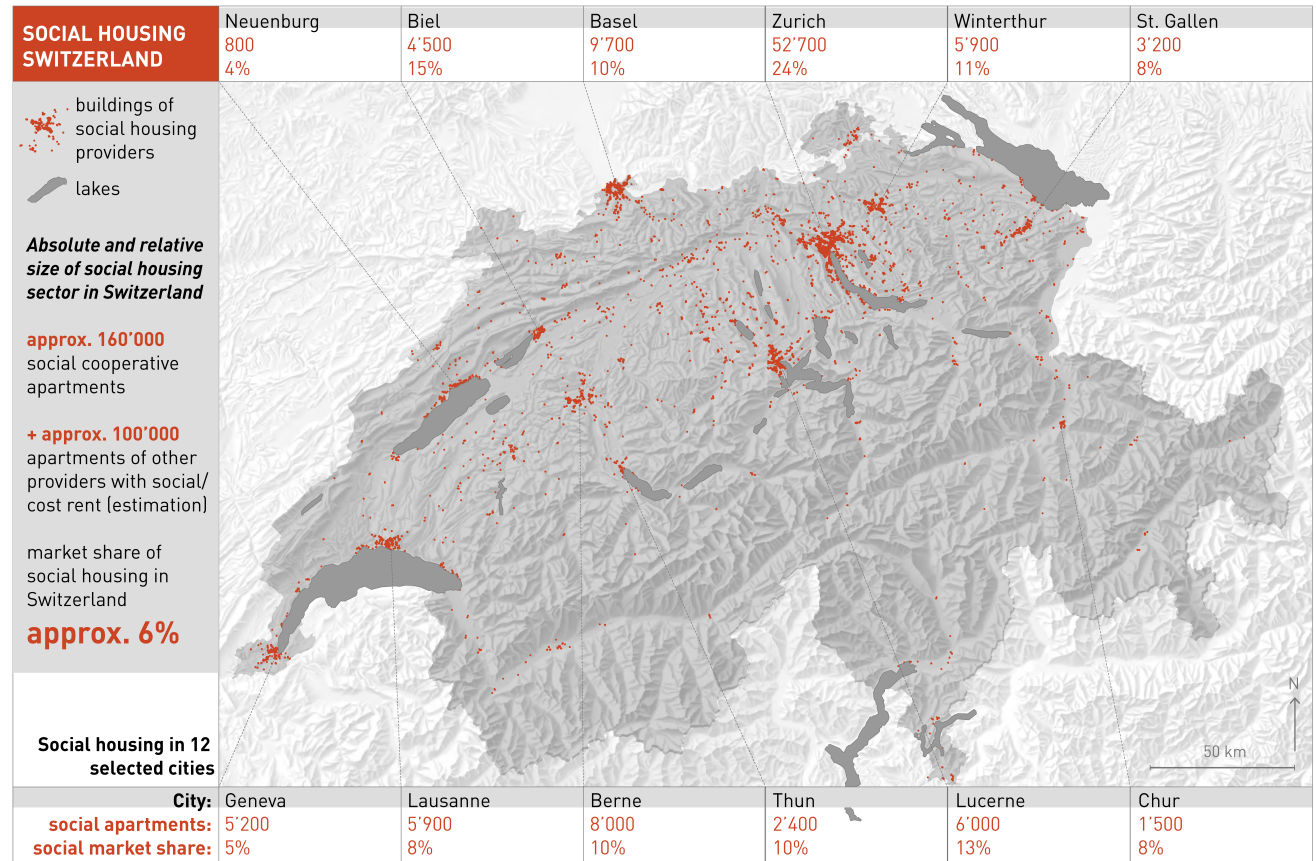 SOCIAL HOUSING
SWITZERLAND
Neuenburg
800
4%
Biel
4’500
15%
Basel
9’700
10%
Zurich
52’700
24%
Winterthur
5’900
11%
St. Gallen
3’200
8%
buildings of
social housing
providers
lakes
Absolute and relative
size of social housing
sector in Switzerland
approx. 160’000
social cooperative
apartments
+ approx. 100’000
apartments of other
providers with social/
cost rent (estimation)
market share of
social housing in
Switzerland
approx. 6%
N
50 km
Social housing in 12
selected cities
City:
social apartments:
social market share:
Geneva
5’200
5%
Lausanne
5’900
8%
Berne
8’000
10%
Thun
2’400
10%
Lucerne
6’000
13%
Chur
1’500
8%